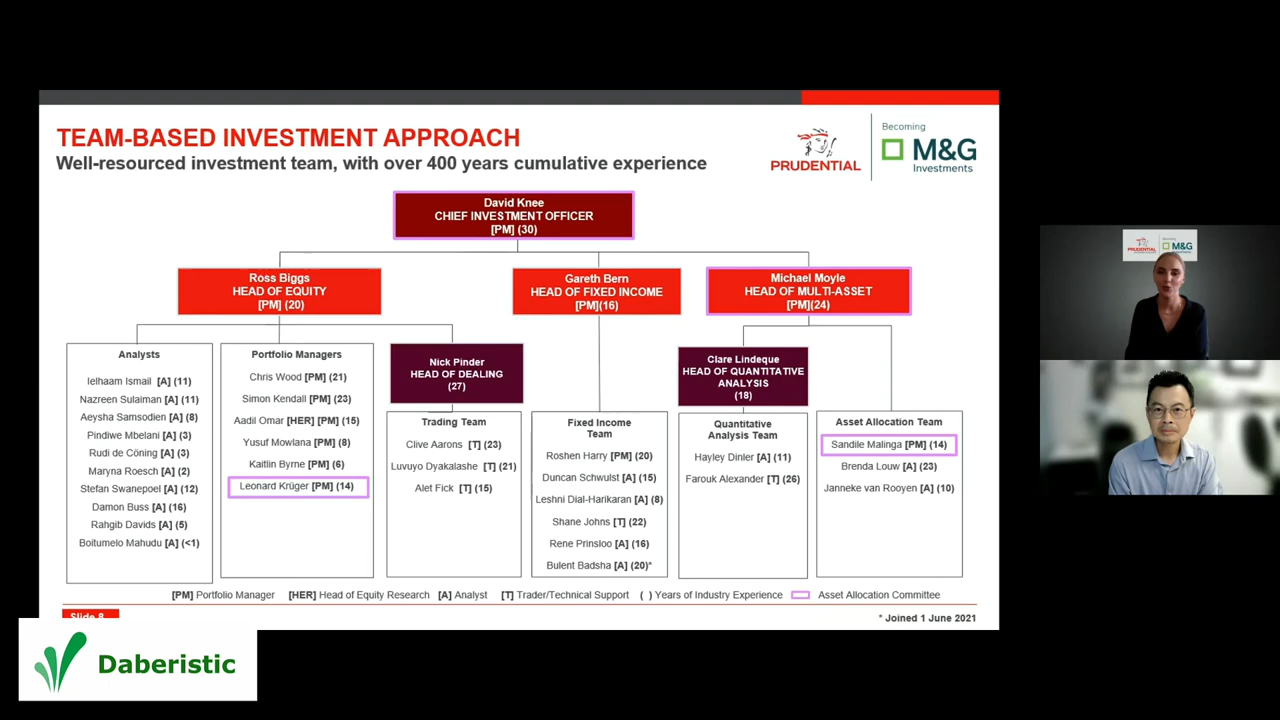 TEAM-BASED INVESTMENT APPROACH
Well-resourced investment team, with over 400 years cumulative experience
PRUDENTIAL
Becoming
M&G
Investments
David Knee
CHIEF INVESTMENT OFFICER
[PM] (30)
Ross Biggs
HEAD OF EQUITY
[PM] (20)
Gareth Bern
HEAD OF FIXED INCOME
[PM](16)
Michael Moyle
HEAD OF MULTI-ASSET
[PM](24)
Analysts
Ielhaam Ismail [A] (11)
Nazreen Sulaiman [A] (11)
Aeysha Samsodien [A] (8)
Pindiwe Mbelani [A] (3)
Rudi de Cöning [A] (3)
Maryna Roesch [A] (2)
Stefan Swanepoel [A] (12)
Damon Buss [A] (16)
Rahgib Davids [A] (5)
Boitumelo Mahudu [A] (<1)
Portfolio Managers
Chris Wood [PM] (21)
Simon Kendall [PM] (23)
Aadil Omar [HER] [PM] (15)
Yusuf Mowlana [PM] (8)
Kaitlin Byrne [PM] (6)
Leonard Krüger [PM] (14)
Nick Pinder
HEAD OF DEALING
(27)
Trading Team
Clive Aarons [T] (23)
Luvuyo Dyakalashe [T] (21)
Alet Fick [T] (15)
Fixed Income
Team
Roshen Harry [PM] (20)
Duncan Schwulst [A] (15)
Leshni Dial-Harikaran [A] (8)
Shane Johns [T] (22)
Rene Prinsloo [A] (16)
Bulent Badsha [A] (20)*
Clare Lindeque
HEAD OF QUANTITATIVE
ANALYSIS
(18)
Quantitative
Analysis Team
Hayley Dinler [A] (11)
Farouk Alexander [T] (26)
Asset Allocation Team
Sandile Malinga [PM] (14)
Brenda Louw [A] (23)
Janneke van Rooyen [A] (10)
[PM] Portfolio Manager [HER] Head of Equity Research [A] Analyst [T] Trader/Technical Support ( ) Years of Industry Experience Asset Allocation Committee
Slide 8
* Joined 1 June 2021
Daberistic
PRUDENTIAL
Becoming
M&G